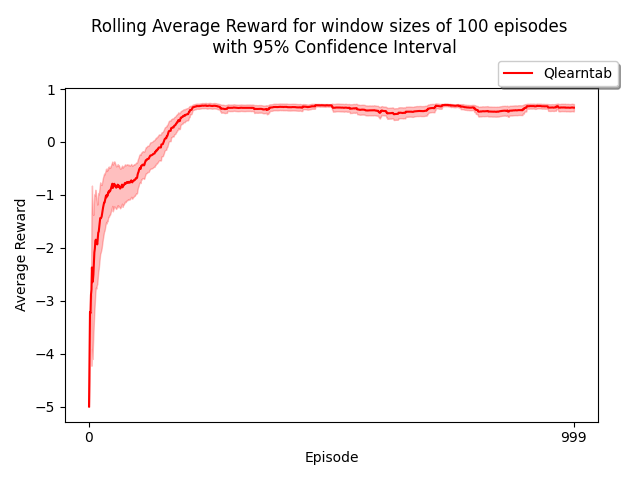 Rolling Average Reward for window sizes of 100 episodes
with 95% Confidence Interval
Qlearntab
1
0
−1
−2
−3
−4
−5
Average Reward
0
999
Episode